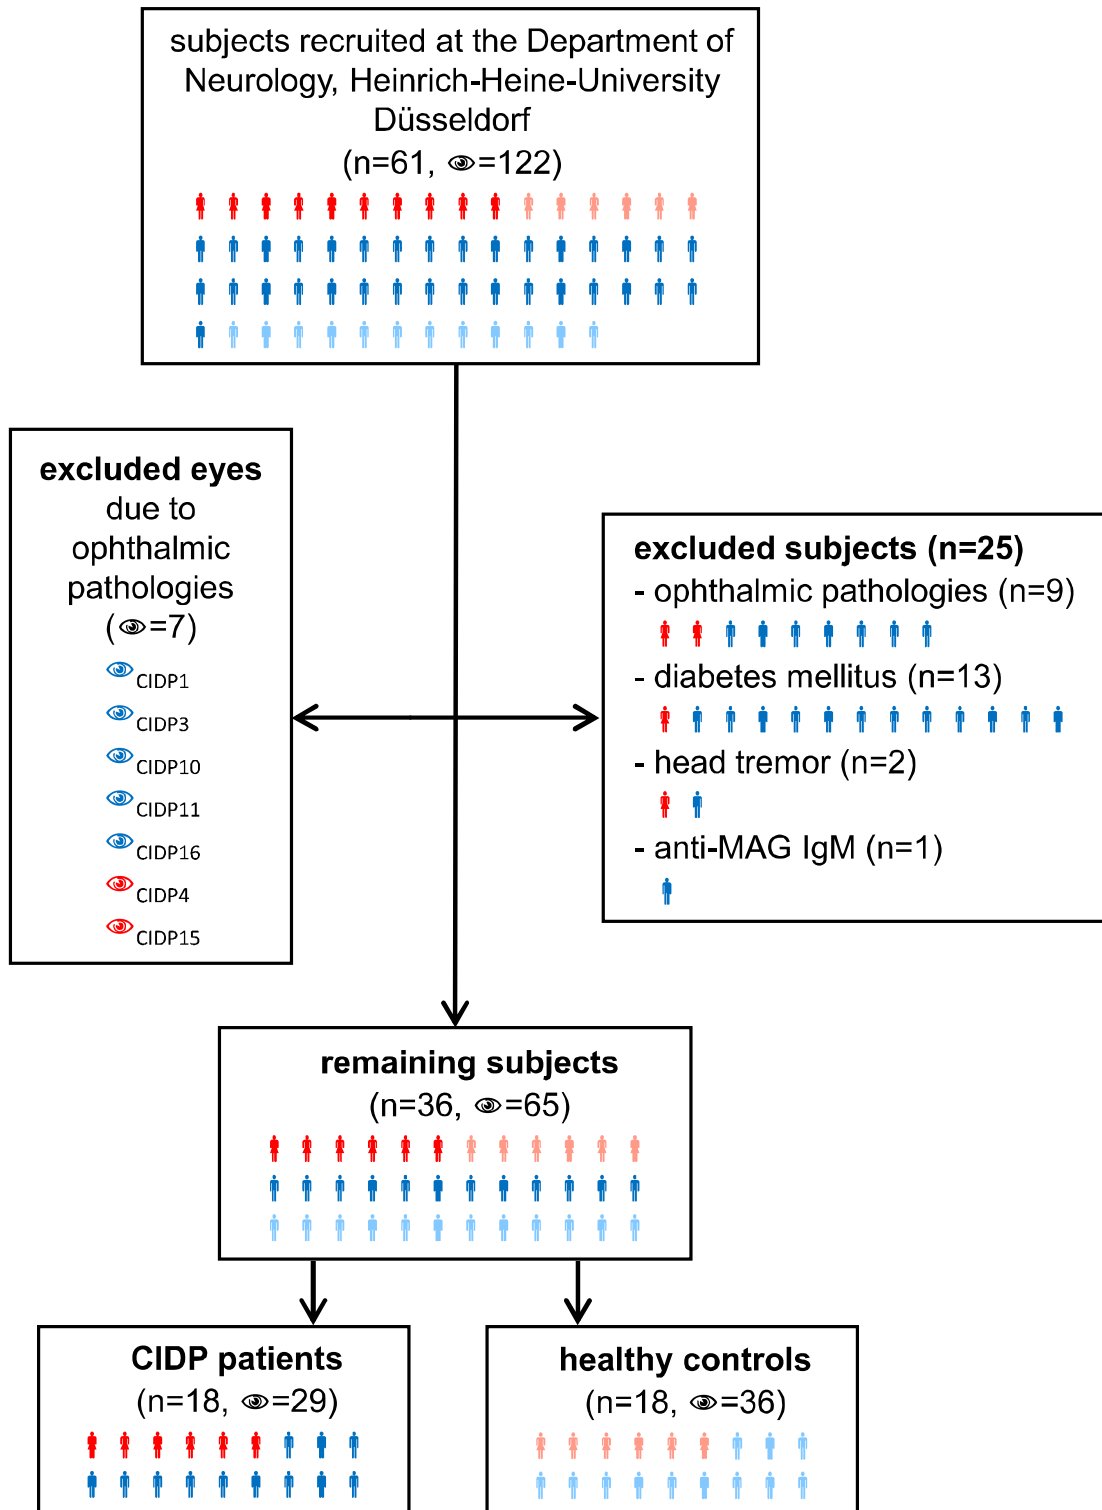 subjects recruited at the Department of
Neurology, Heinrich-Heine-University
Düsseldorf
(n=61, =122)
excluded eyes
due to
ophthalmic
pathologies
(=7)
CIDP1
CIDP3
CIDP10
CIDP11
CIDP16
CIDP4
CIDP15
excluded subjects (n=25)
- ophthalmic pathologies (n=9)
- diabetes mellitus (n=13)
- head tremor (n=2)
- anti-MAG IgM (n=1)
remaining subjects
(n=36, =65)
CIDP patients
(n=18, =29)
healthy controls
(n=18, =36)